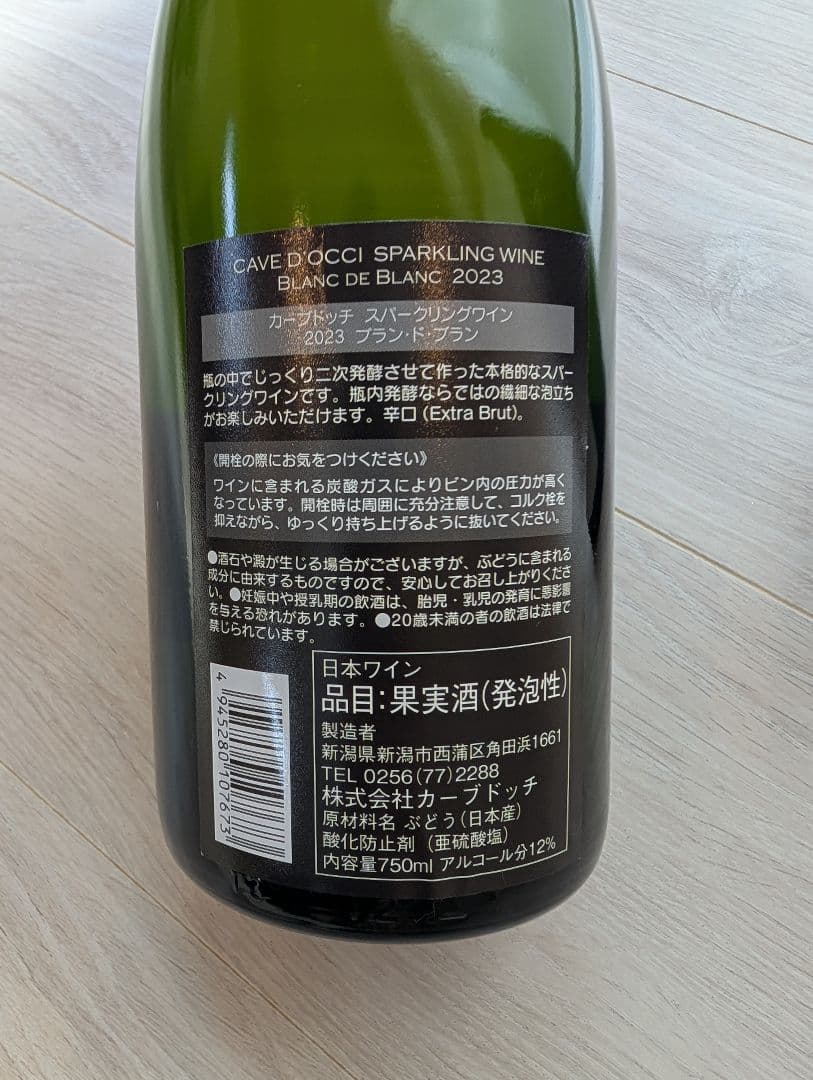 CAVE D'OCCI SPARKLING WINE
BLANC DE BLANC 2023
カーブドッチ スパークリングワイン
2023 ブラン・ド・ブラン
瓶の中でじっくり二次発酵させて作った本格的なスパー
クリングワインです。瓶内発酵ならではの繊細な泡立ち
がお楽しみいただけます。辛口(Extra Brut)。
《開栓の際にお気をつけください》
ワインに含まれる炭酸ガスによりビン内の圧力が高く
なっています。開栓時は周囲に充分注意して、コルク栓を
抑えながら、ゆっくり持ち上げるように抜いてください。
●酒石や澱が生じる場合がございますが、ぶどうに含まれる
成分に由来するものですので、安心してお召し上がりくださ
い。●妊娠中や授乳期の飲酒は、胎児・乳児の発育に悪影響
を与える恐れがあります。●20歳未満の者の飲酒は法律で
禁じられています。
4945280107673
日本ワイン
品目:果実酒(発泡性)
製造者
新潟県新潟市西蒲区角田浜1661
TEL 0256(77)2288
株式会社カーブドッチ
原材料名 ぶどう(日本産)
酸化防止剤(亜硫酸塩)
内容量750ml アルコール分12%